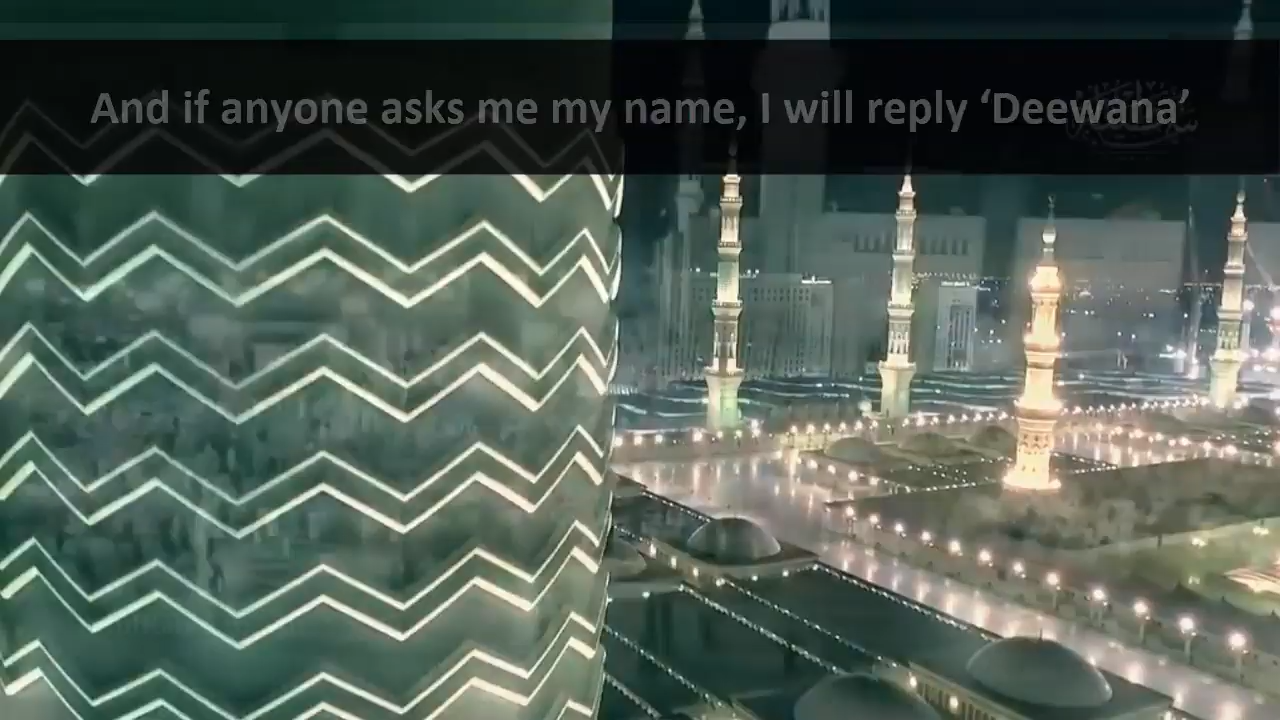 And if anyone asks me my name, I will reply ‘Deewana’